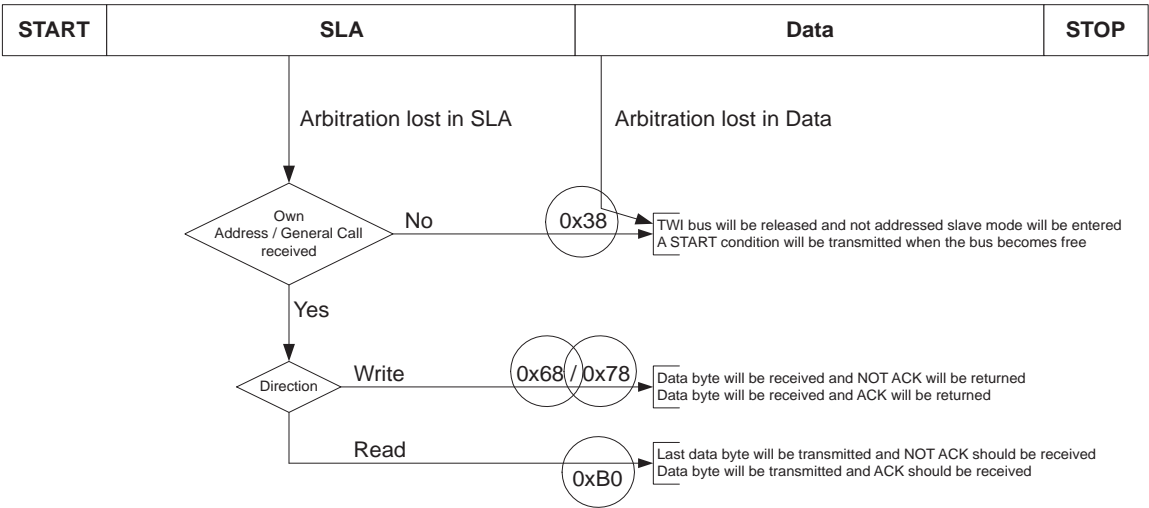 START SLA Data STOP
Arbitration lost in SLA Arbitration lost in Data
Own
Address / General Call
received
No
0x38
TWI bus will be released and not addressed slave mode will be entered
A START condition will be transmitted when the bus becomes free
Yes
Direction
Write
0x68 / 0x78
Data byte will be received and NOT ACK will be returned
Data byte will be received and ACK will be returned
Read
0xB0
Last data byte will be transmitted and NOT ACK should be received
Data byte will be transmitted and ACK should be received